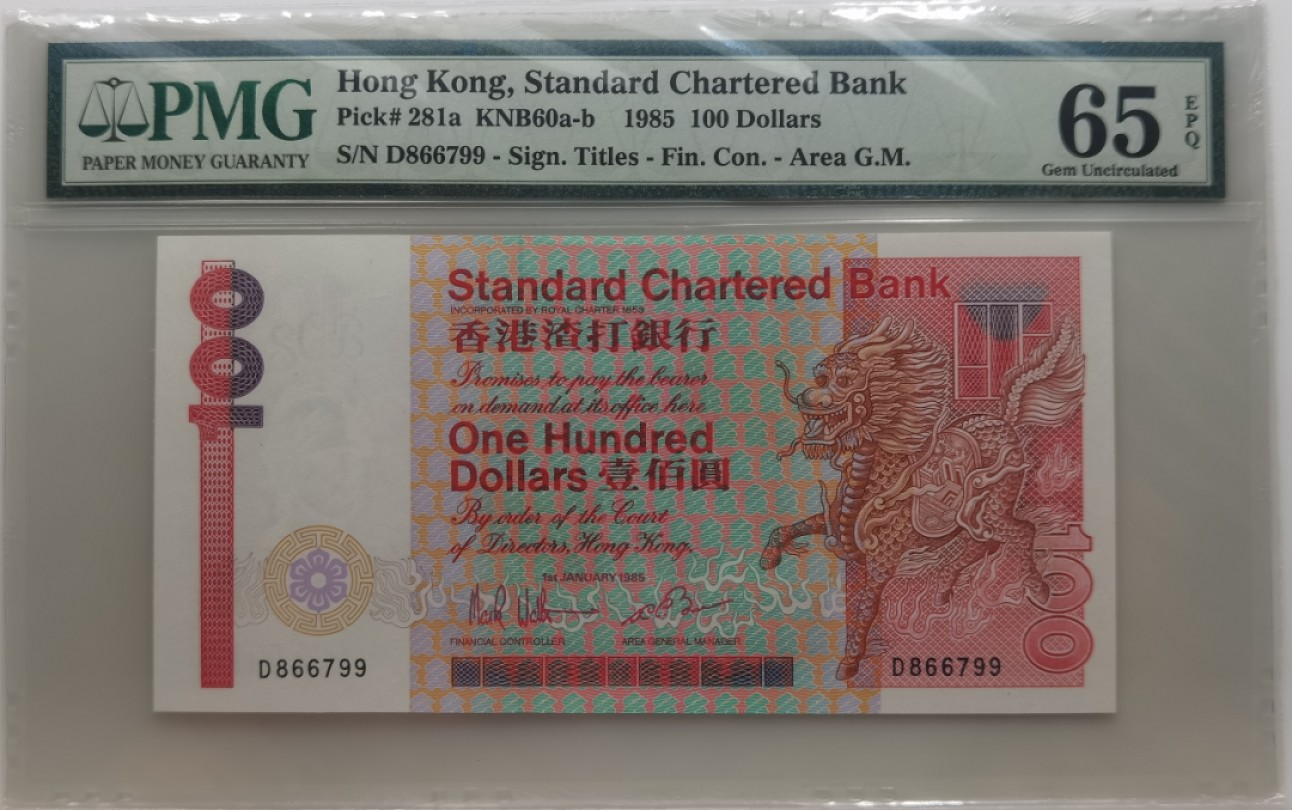 PMG
PAPER MONEY GUARANTY
Hong Kong, Standard Chartered Bank
Pick# 281a KNB60a-b 1985 100 Dollars
S/N D866799 - Sign. Titles - Fin. Con. - Area G.M.
65
EPQ
Gem Uncirculated
100
Standard Chartered Bank
INCORPORATED BY ROYAL CHARTER 1853
香港渣打銀行
Promises to pay the bearer
on demand at its office here
One Hundred
Dollars 壹佰圓
By order of the Court
of Directors, Hong Kong.
1st JANUARY 1985
FINANCIAL CONTROLLER AREA GENERAL MANAGER
D866799
D866799
100